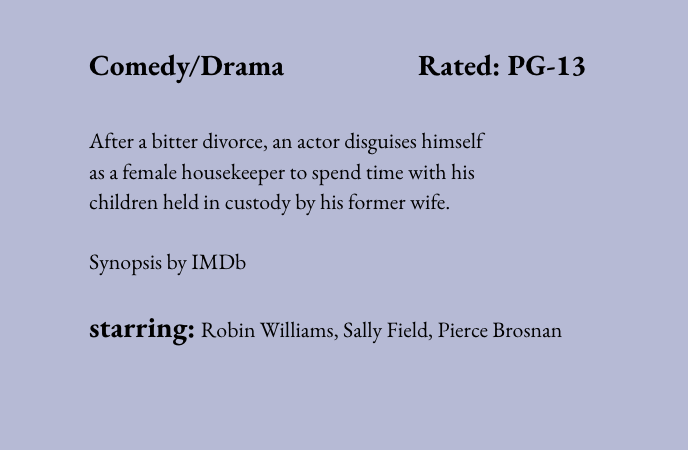 Comedy/Drama Rated: PG-13
After a bitter divorce, an actor disguises himself
as a female housekeeper to spend time with his
children held in custody by his former wife.
Synopsis by IMDb
starring: Robin Williams, Sally Field, Pierce Brosnan